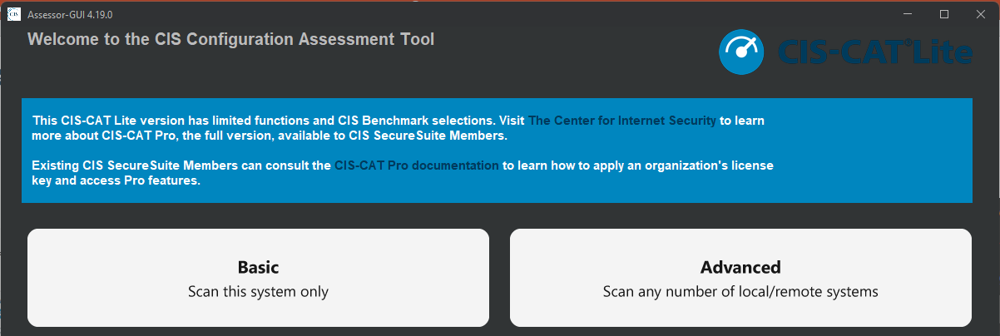 CIS
Assessor-GUI 4.19.0
Welcome to the CIS Configuration Assessment Tool
CIS-CAT®Lite
This CIS-CAT Lite version has limited functions and CIS Benchmark selections. Visit The Center for Internet Security to learn
more about CIS-CAT Pro, the full version, available to CIS SecureSuite Members.
Existing CIS SecureSuite Members can consult the CIS-CAT Pro documentation to learn how to apply an organization's license
key and access Pro features.
Basic
Scan this system only
Advanced
Scan any number of local/remote systems